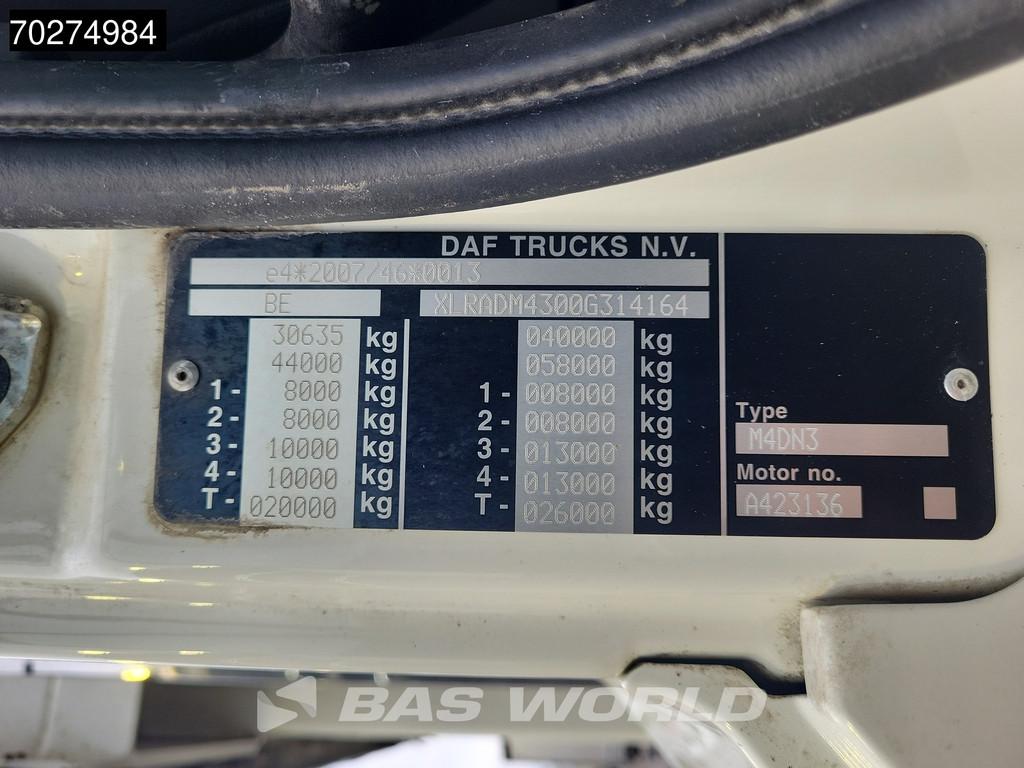 70274984
DAF TRUCKS N.V.
e4*2007/46*0013
BE XLRADM4300G314164
30635 kg 040000 kg
44000 kg 058000 kg
1- 8000 kg 1- 008000 kg
2- 8000 kg 2- 008000 kg
3- 10000 kg 3- 013000 kg
4- 10000 kg 4- 013000 kg
T- 020000 kg T- 026000 kg
Type
M4DN3
Motor no.
A423136
BAS WORLD